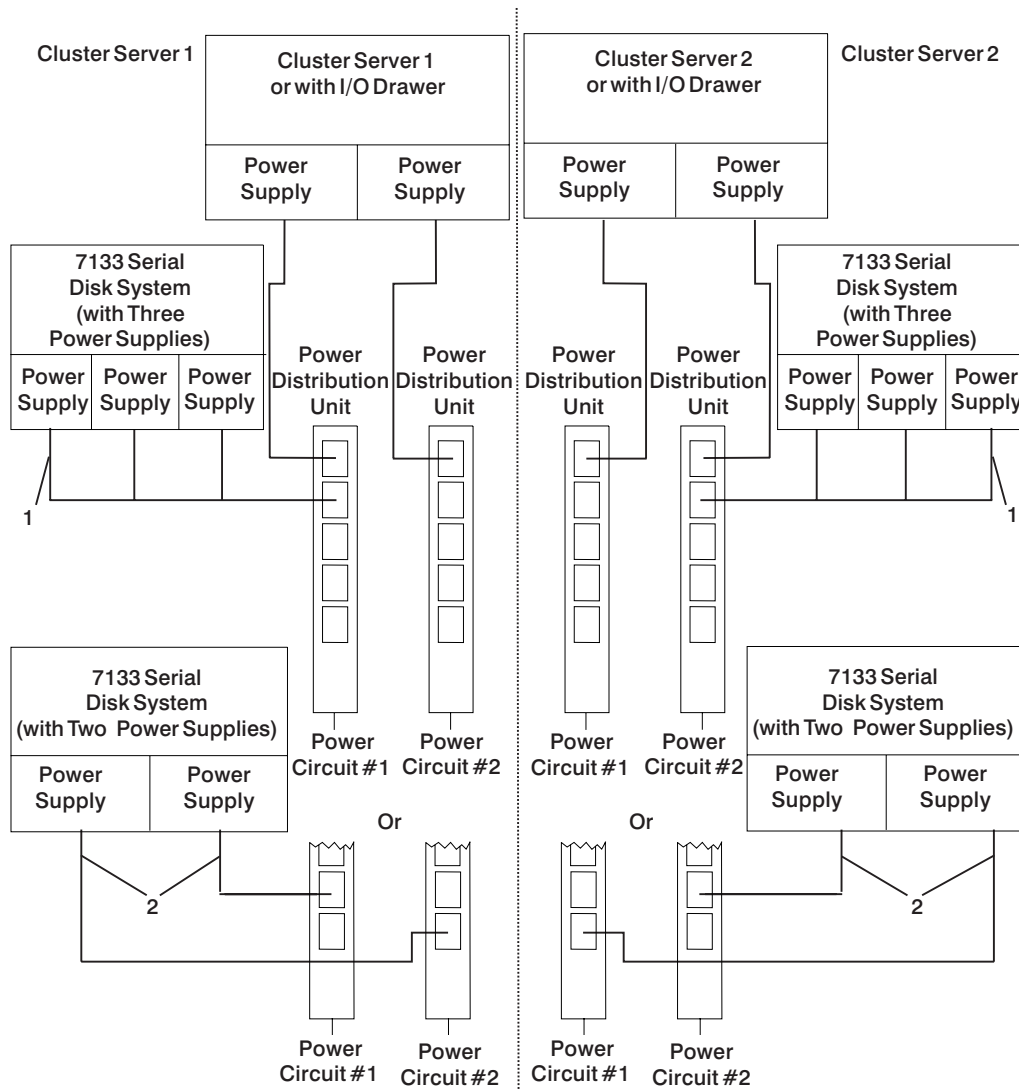 Cluster Server 1
Cluster Server 1
or with I/O Drawer
Power
Supply
Power
Supply
Cluster Server 2
or with I/O Drawer
Power
Supply
Power
Supply
Cluster Server 2
7133 Serial
Disk System
(with Three
Power Supplies)
Power
Supply
Power
Supply
Power
Supply
1
Power
Distribution
Unit
Power
Distribution
Unit
Power
Distribution
Unit
Power
Distribution
Unit
7133 Serial
Disk System
(with Three
Power Supplies)
Power
Supply
Power
Supply
Power
Supply
1
7133 Serial
Disk System
(with Two Power Supplies)
Power
Supply
Power
Supply
2
Power
Circuit #1
Power
Circuit #2
Or
Power
Circuit #1
Power
Circuit #2
Or
7133 Serial
Disk System
(with Two Power Supplies)
Power
Supply
Power
Supply
2
Power
Circuit #1
Power
Circuit #2
Power
Circuit #1
Power
Circuit #2